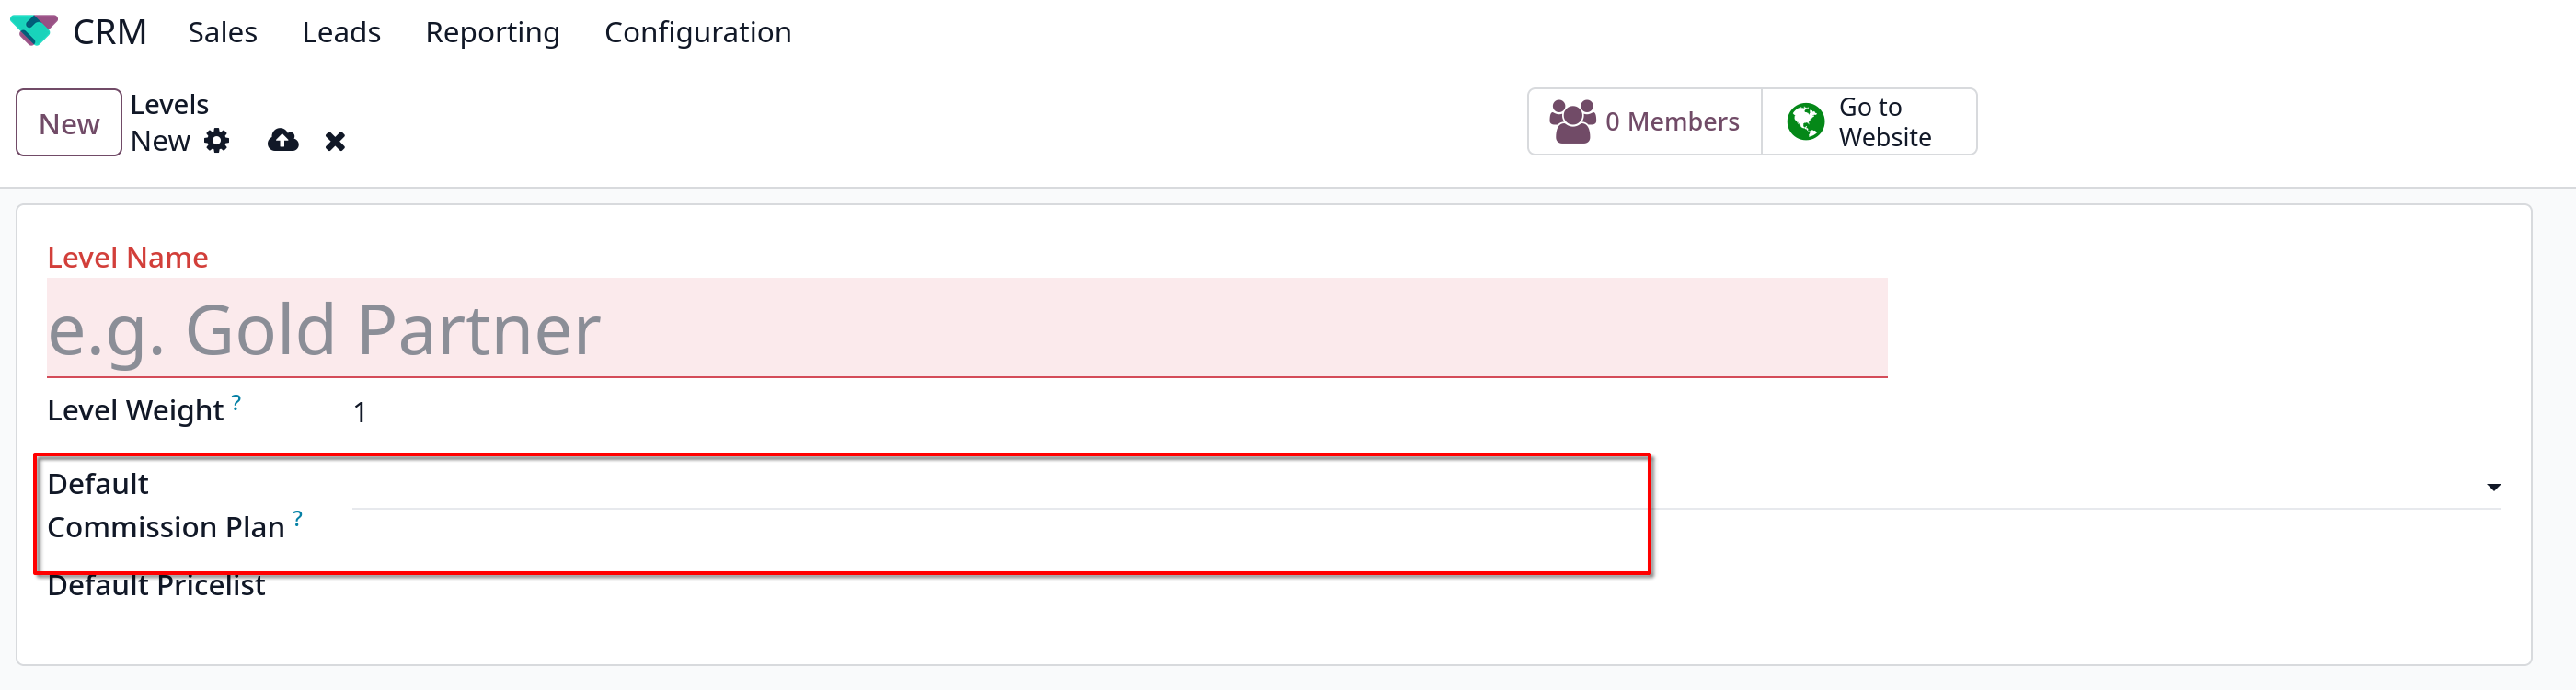 CRM Sales Leads Reporting Configuration
New
Levels
New
0 Members
Go to
Website
Level Name
e.g. Gold Partner
Level Weight ? 1
Default
Commission Plan ?
Default Pricelist